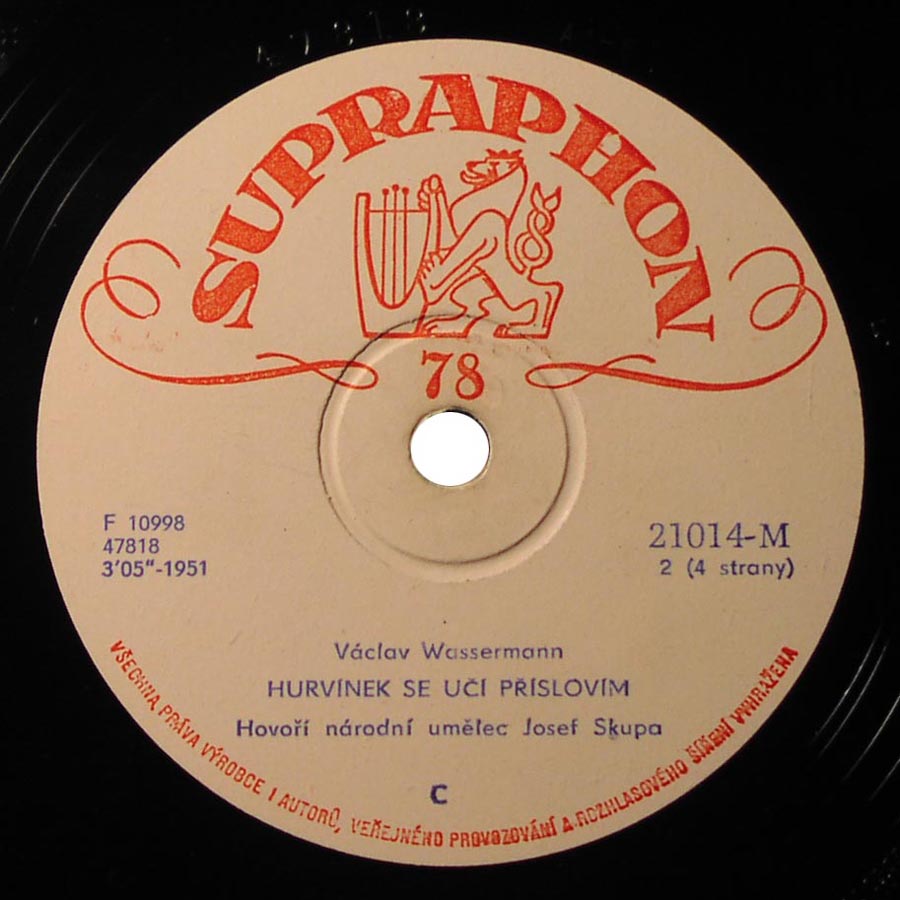 47818
SUPRAPHON
78
F 10998
47818
3'05"-1951
21014-M
2 (4 strany)
Václav Wassermann
HURVÍNEK SE UČÍ PŘÍSLOVÍM
Hovoří národní umělec Josef Skupa
C
VŠECHNA PRÁVA VÝROBCE I AUTORŮ, VEŘEJNÉHO PROVOZOVÁNÍ A ROZHLASOVÉHO ŠÍŘENÍ VYHRAŽENA